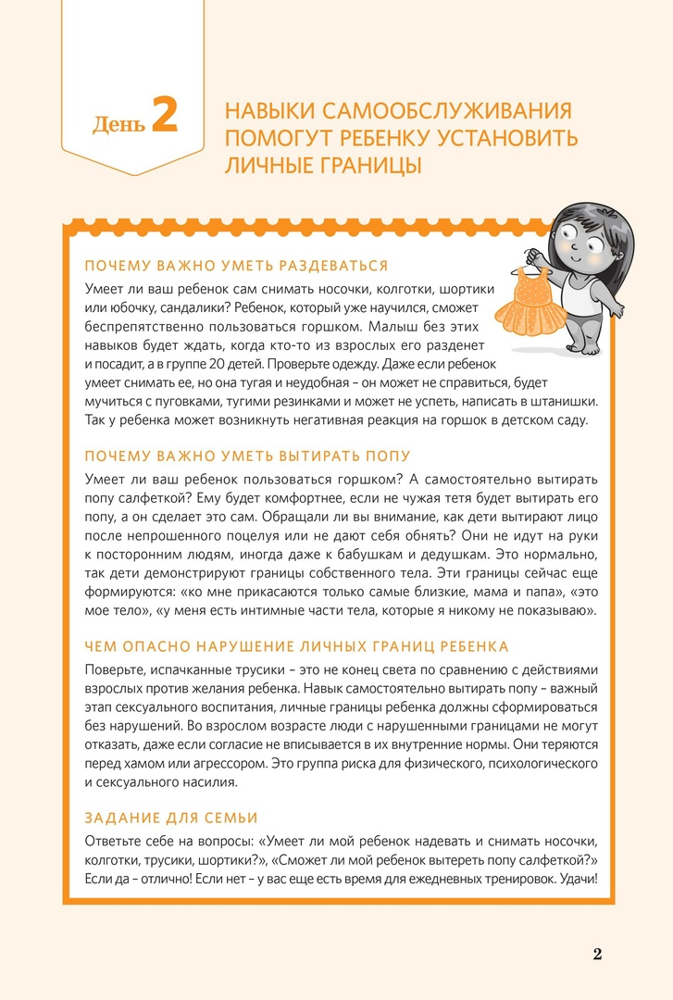 День 2
НАВЫКИ САМООБСЛУЖИВАНИЯ
ПОМОГУТ РЕБЕНКУ УСТАНОВИТЬ
ЛИЧНЫЕ ГРАНИЦЫ
ПОЧЕМУ ВАЖНО УМЕТЬ РАЗДЕВАТЬСЯ
Умеет ли ваш ребенок сам снимать носочки, колготки, шортики
или юбочку, сандалики? Ребенок, который уже научился, сможет
беспрепятственно пользоваться горшком. Малыш без этих
навыков будет ждать, когда кто-то из взрослых его разденет
и посадит, а в группе 20 детей. Проверьте одежду. Даже если ребенок
умеет снимать ее, но она тугая и неудобная – он может не справиться, будет
мучиться с пуговками, тугими резинками и может не успеть, написать в штанишки.
Так у ребенка может возникнуть негативная реакция на горшок в детском саду.
ПОЧЕМУ ВАЖНО УМЕТЬ ВЫТИРАТЬ ПОПУ
Умеет ли ваш ребенок пользоваться горшком? А самостоятельно вытирать
попу салфеткой? Ему будет комфортнее, если не чужая тетя будет вытирать его
попу, а он сделает это сам. Обращали ли вы внимание, как дети вытирают лицо
после непрошенного поцелуя или не дают себя обнять? Они не идут на руки
к посторонним людям, иногда даже к бабушкам и дедушкам. Это нормально,
так дети демонстрируют границы собственного тела. Эти границы сейчас еще
формируются: «ко мне прикасаются только самые близкие, мама и папа», «это
мое тело», «у меня есть интимные части тела, которые я никому не показываю».
ЧЕМ ОПАСНО НАРУШЕНИЕ ЛИЧНЫХ ГРАНИЦ РЕБЕНКА
Поверьте, испачканные трусики – это не конец света по сравнению с действиями
взрослых против желания ребенка. Навык самостоятельно вытирать попу – важный
этап сексуального воспитания, личные границы ребенка должны сформироваться
без нарушений. Во взрослом возрасте люди с нарушенными границами не могут
отказать, даже если согласие не вписывается в их внутренние нормы. Они теряются
перед хамом или агрессором. Это группа риска для физического, психологического
и сексуального насилия.
ЗАДАНИЕ ДЛЯ СЕМЬИ
Ответьте себе на вопросы: «Умеет ли мой ребенок надевать и снимать носочки,
колготки, трусики, шортики?», «Сможет ли мой ребенок вытереть попу салфеткой?»
Если да – отлично! Если нет – у вас еще есть время для ежедневных тренировок. Удачи!
2